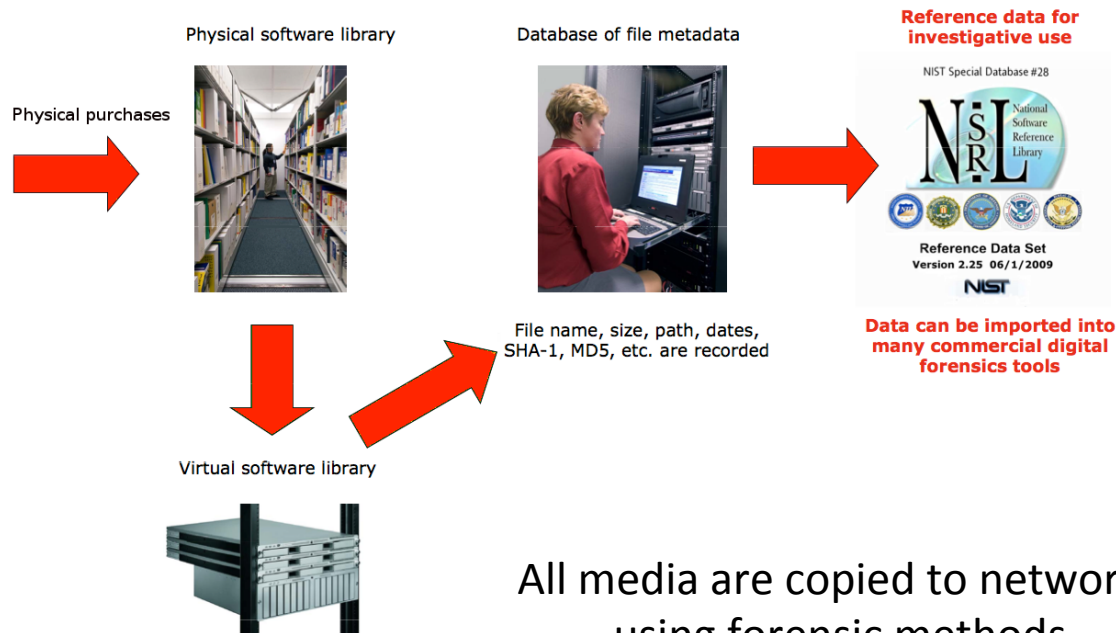 Physical purchases
Physical software library
Database of file metadata
Reference data for
investigative use
NIST Special Database #28
NSRL
National
Software
Reference
Library
Reference Data Set
Version 2.25 06/1/2009
NIST
Data can be imported into
many commercial digital
forensics tools
File name, size, path, dates,
SHA-1, MD5, etc. are recorded
Virtual software library
All media are copied to networ
using forensic methods